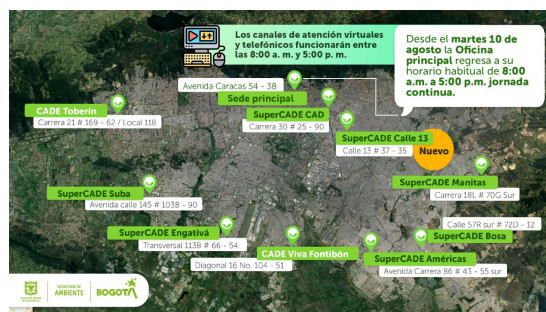 Los canales de atención virtuales
y telefónicos funcionarán entre
las 8:00 a. m. y 5:00 p. m.
Desde el martes 10 de
agosto la Oficina
principal regresa a su
horario habitual de 8:00
a.m. a 5:00 p.m. jornada
continua.
Avenida Caracas 54 - 38
Sede principal
CADE Toberín
Carrera 21 # 169 - 62 / Local 118
SuperCADE CAD
Carrera 30 # 25 - 90
SuperCADE Calle 13
Calle 13 # 37 - 35
Nuevo
SuperCADE Manitas
Carrera 18L # 70G Sur
SuperCADE Suba
Avenida calle 145 # 103B - 90
Calle 57R sur # 72D - 12
SuperCADE Bosa
SuperCADE Engativá
Transversal 113B # 66 - 54
CADE Viva Fontibón
Diagonal 16 No. 104 - 51
SuperCADE Américas
Avenida Carrera 86 # 43 - 55 sur
SECRETARÍA DE
AMBIENTE
BOGOTÁ